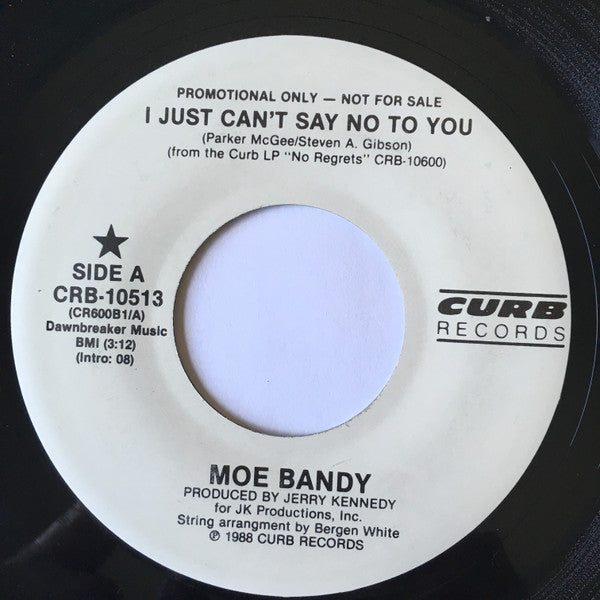 PROMOTIONAL ONLY — NOT FOR SALE
I JUST CAN'T SAY NO TO YOU
(Parker McGee/Steven A. Gibson)
(from the Curb LP "No Regrets" CRB-10600)
SIDE A
CRB-10513
(CR600B1/A)
Dawnbreaker Music
BMI (3:12)
(Intro: 08)
CURB
RECORDS
MOE BANDY
PRODUCED BY JERRY KENNEDY
for JK Productions, Inc.
String arrangement by Bergen White
℗ 1988 CURB RECORDS